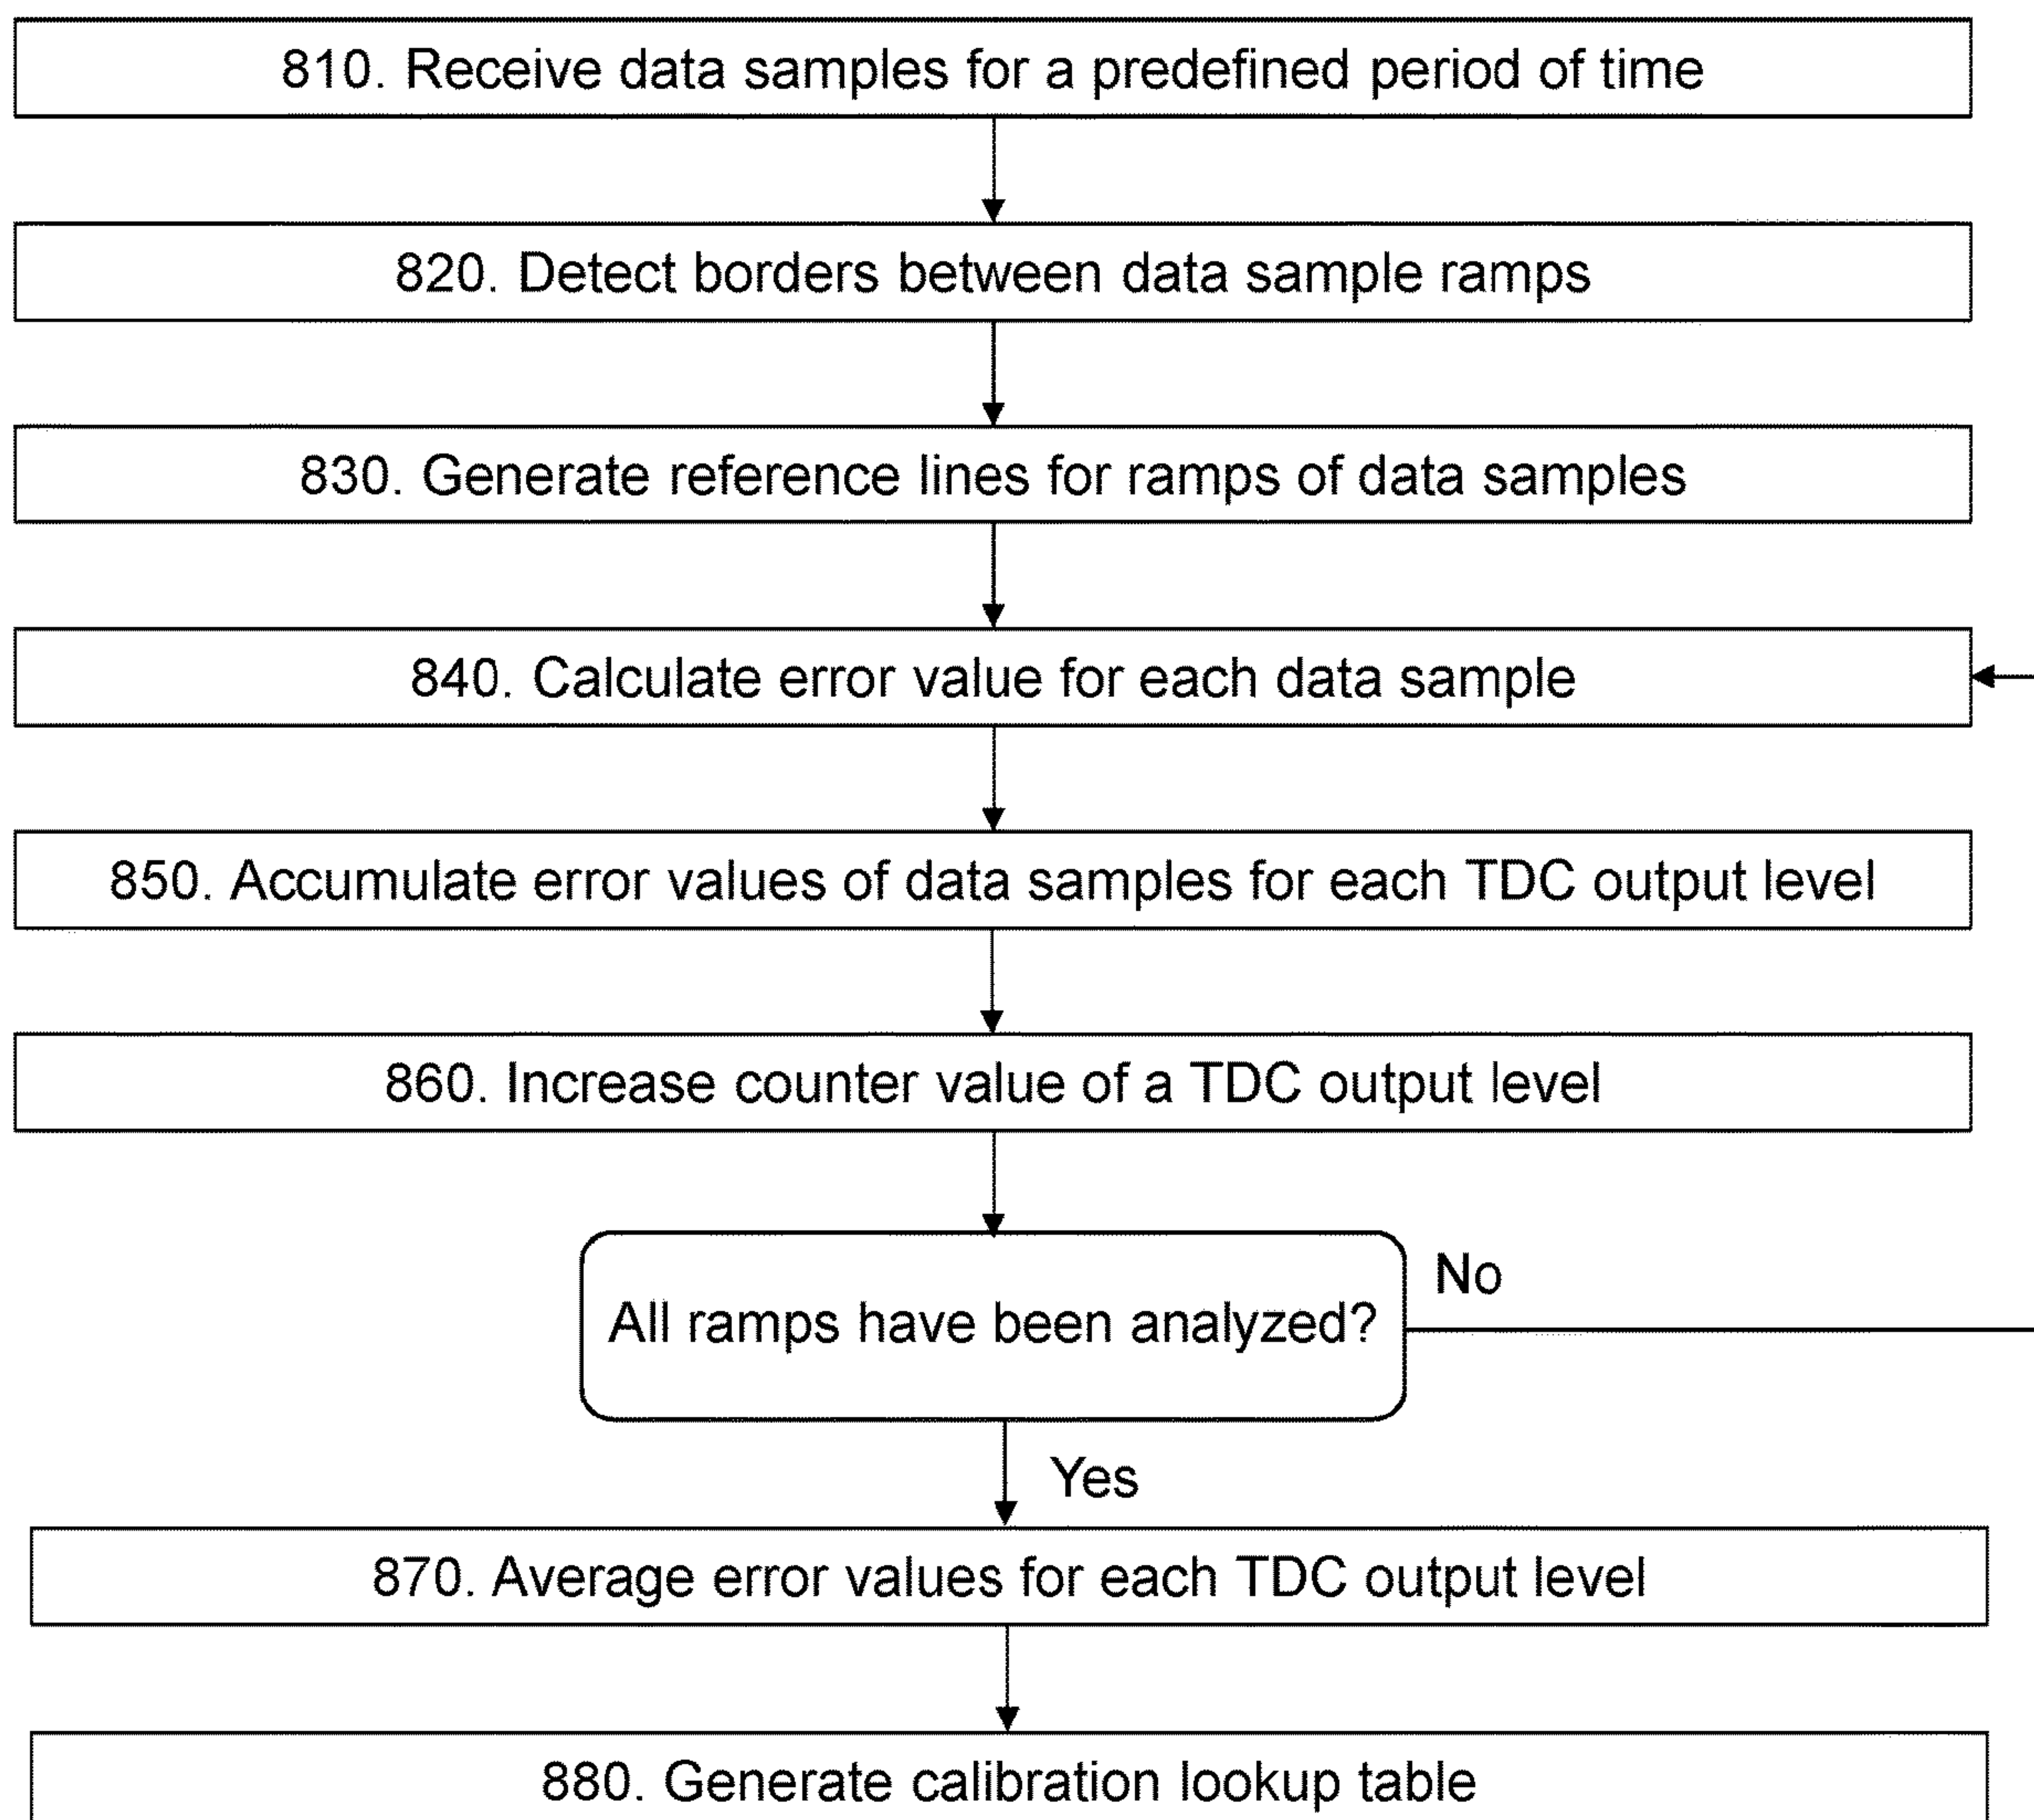 810. Receive data samples for a predefined period of time
820. Detect borders between data sample ramps
830. Generate reference lines for ramps of data samples
840. Calculate error value for each data sample
850. Accumulate error values of data samples for each TDC output level
860. Increase counter value of a TDC output level
No
All ramps have been analyzed?
Yes
870. Average error values for each TDC output level
880. Generate calibration lookup table